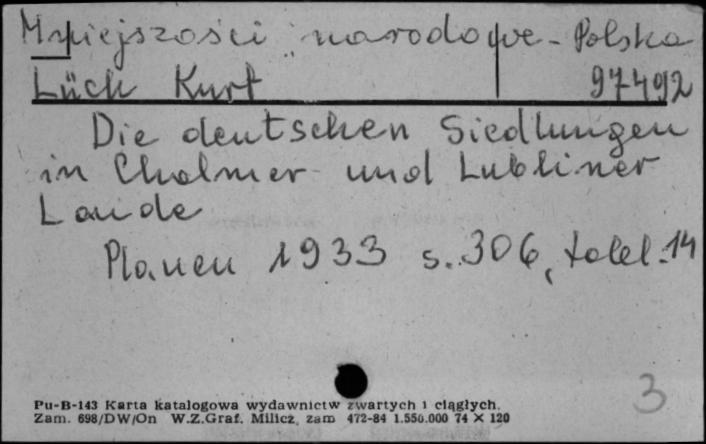 Mniejszości narodowe - Polska
Lück Kurt 97492
Die deutschen Siedlungen
in Cholmer und Lubliner
Lande
Plauen 1933 s. 306, tabl. 14
3
Pu-B-143 Karta katalogowa wydawnictw zwartych i ciągłych.
Zam. 698/DW/On W.Z.Graf. Milicz, zam 472-84 1.550.000 74 X 120